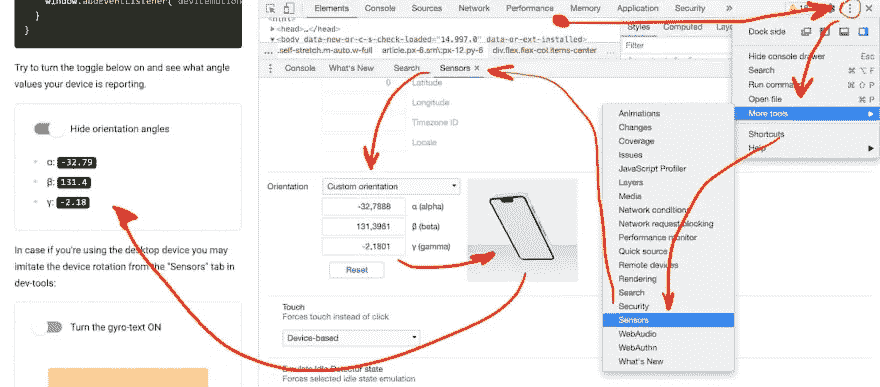 window.addEventListener( devicemotion
}
}
Try to turn the toggle below on and see what angle
values your device is reporting.
Hide orientation angles
α: -32.79
β: 131.4
γ: -2.18
In case if you're using the desktop device you may
imitate the device rotation from the "Sensors" tab in
dev-tools:
Turn the gyro-text ON
Elements Console Sources Network Performance Memory Application Security »
<head>…</head>
<body data-new-or-c-s-check-loaded="14.997.0" data-ext-installed>
... .self-stretch.m-auto.w-full article.px-6.sm\:px-12.py-6 div.flex.flex-col.items-center ...
Styles Computed
Filter
Console What's New Search Sensors ×
0 Latitude
Longitude
Timezone ID
Locale
Orientation Custom orientation
-32,7888 α (alpha)
131,3961 β (beta)
-2,1801 γ (gamma)
Reset
Touch
Forces touch instead of click
Device-based
Emulate Idle Detector state
Forces selected idle state emulation
Dock side
Hide console drawer Esc
Search ⌘ ⌥ F
Run command ⌘ ⇧ P
Open file ⌘ P
More tools
Shortcuts
Help
Animations
Changes
Coverage
Issues
JavaScript Profiler
Layers
Media
Network conditions
Network request blocking
Performance monitor
Quick source
Remote devices
Rendering
Search
Security
Sensors
WebAudio
WebAuthn
What's New